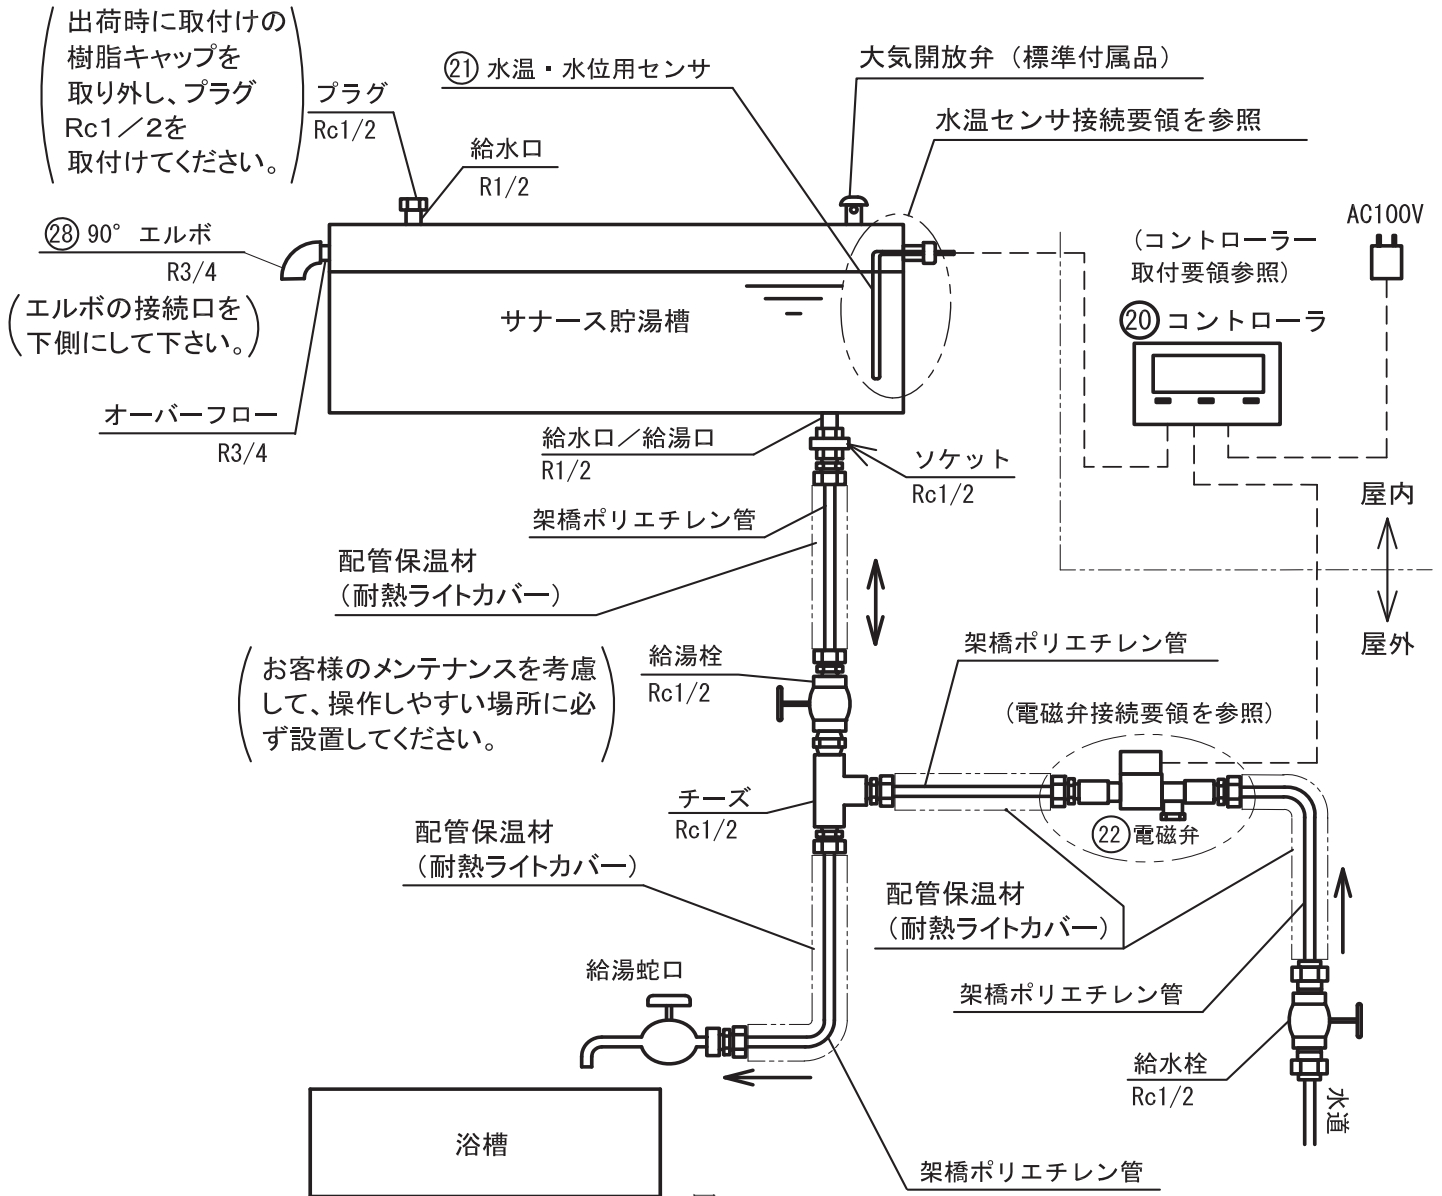 出荷時に取付けの
樹脂キャップを
取り外し、プラグ
Rc1／2を
取付けてください。
プラグ
Rc1/2
㉑ 水温・水位用センサ
大気開放弁（標準付属品）
水温センサ接続要領を参照
給水口
R1/2
㉘ 90° エルボ
R3/4
エルボの接続口を
下側にして下さい。
オーバーフロー
R3/4
サナース貯湯槽
AC100V
（コントローラー
取付要領参照）
⑳ コントローラ
給水口／給湯口
R1/2
ソケット
Rc1/2
屋内
屋外
架橋ポリエチレン管
配管保温材
（耐熱ライトカバー）
お客様のメンテナンスを考慮
して、操作しやすい場所に必
ず設置してください。
給湯栓
Rc1/2
架橋ポリエチレン管
（電磁弁接続要領を参照）
チーズ
Rc1/2
㉒ 電磁弁
配管保温材
（耐熱ライトカバー）
配管保温材
（耐熱ライトカバー）
給湯蛇口
架橋ポリエチレン管
給水栓
Rc1/2
水道
浴槽
架橋ポリエチレン管